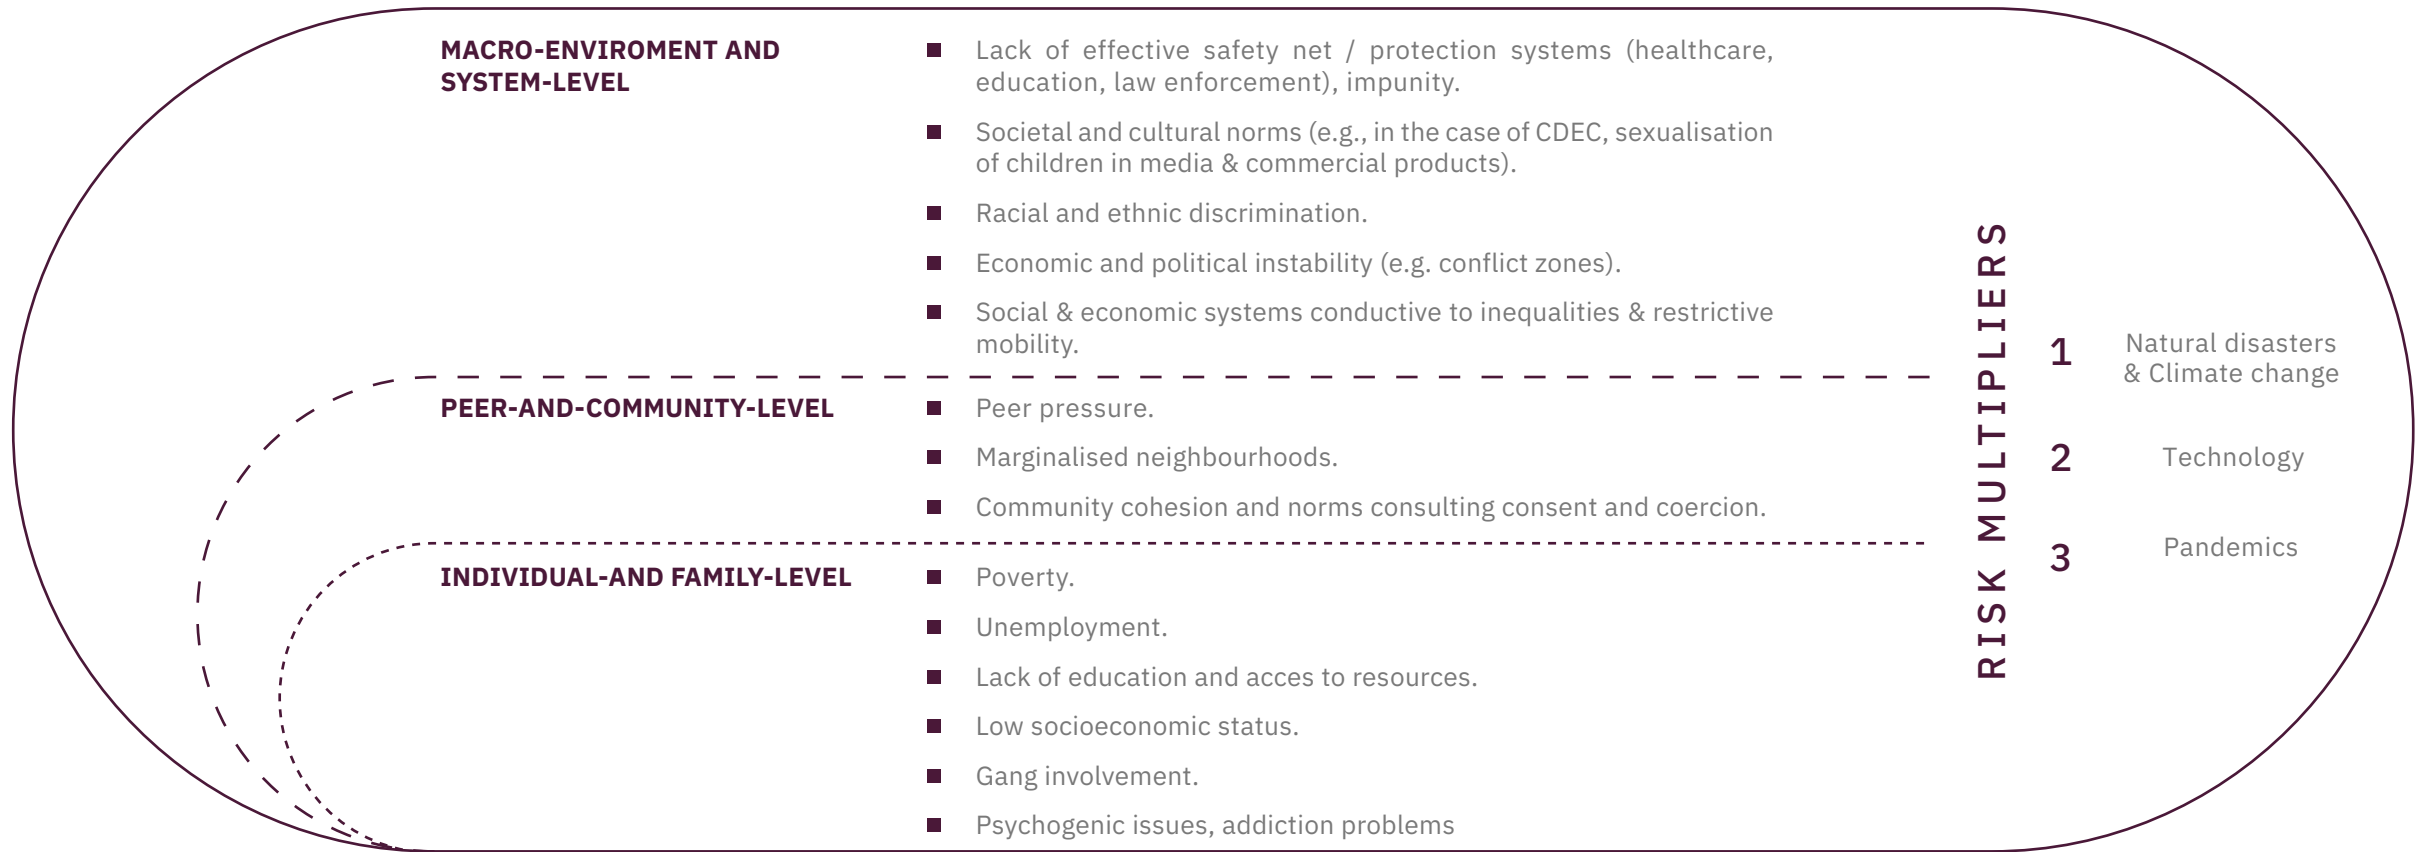 MACRO-ENVIROMENT AND
SYSTEM-LEVEL
Lack of effective safety net / protection systems (healthcare,
education, law enforcement), impunity.
Societal and cultural norms (e.g., in the case of CDEC, sexualisation
of children in media & commercial products).
Racial and ethnic discrimination.
Economic and political instability (e.g. conflict zones).
Social & economic systems conductive to inequalities & restrictive
mobility.
PEER-AND-COMMUNITY-LEVEL
Peer pressure.
Marginalised neighbourhoods.
Community cohesion and norms consulting consent and coercion.
INDIVIDUAL-AND FAMILY-LEVEL
Poverty.
Unemployment.
Lack of education and acces to resources.
Low socioeconomic status.
Gang involvement.
Psychogenic issues, addiction problems
RISK MULTIPLIERS
1 Natural disasters
& Climate change
2 Technology
3 Pandemics